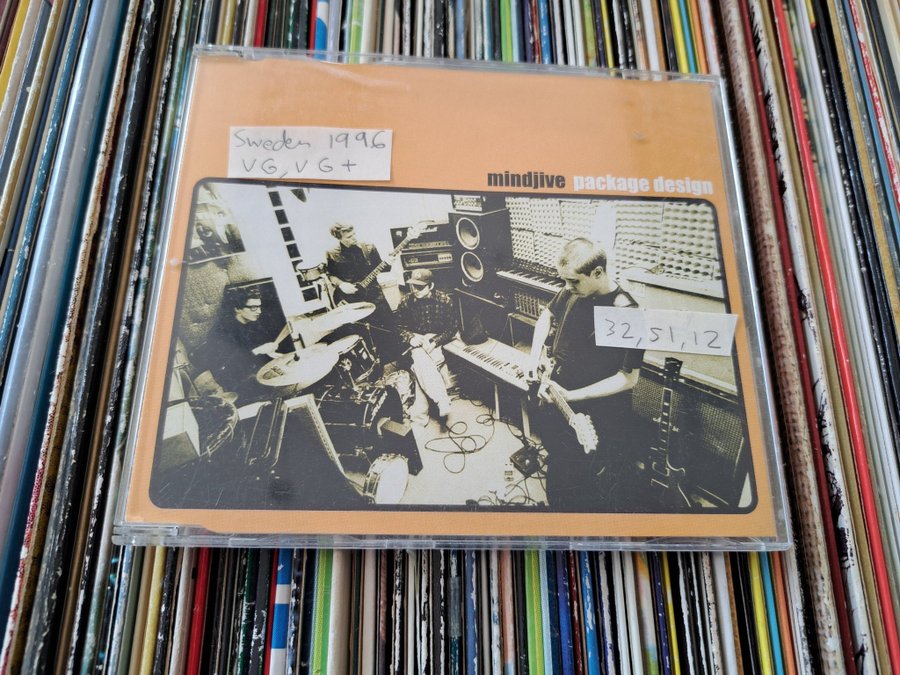 Sweden 1996
VG, VG+
mindjive package design
32,51,12